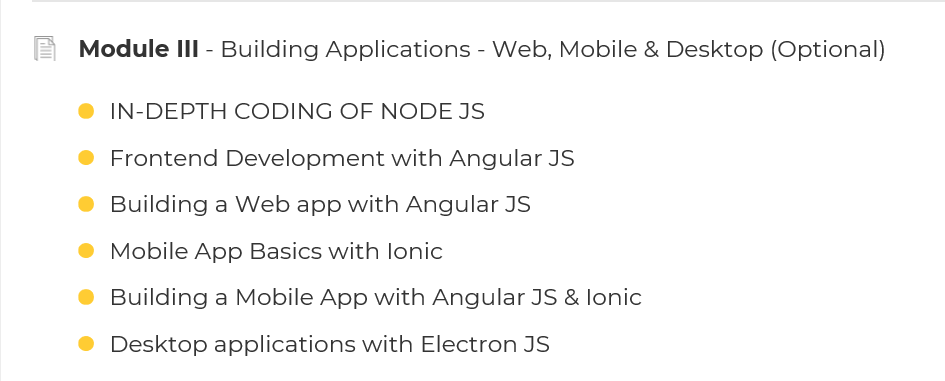 Module III - Building Applications - Web, Mobile & Desktop (Optional)
IN-DEPTH CODING OF NODE JS
Frontend Development with Angular JS
Building a Web app with Angular JS
Mobile App Basics with Ionic
Building a Mobile App with Angular JS & Ionic
Desktop applications with Electron JS